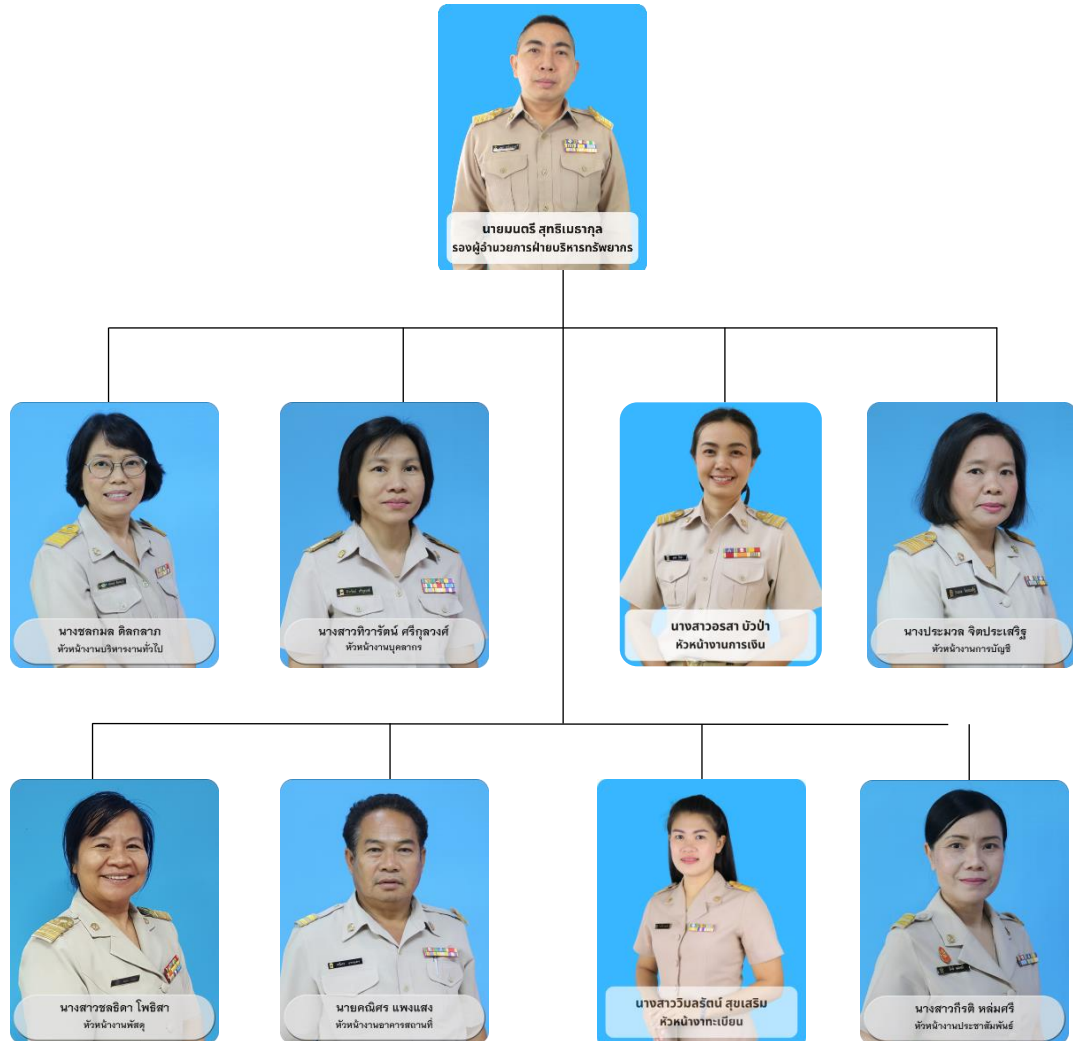 นายมนตรี สุทธิเมธากุล
รองผู้อำนวยการฝ่ายบริหารทรัพยากร
นางชลกมล ดิลกลาภ
หัวหน้างานบริหารงานทั่วไป
นางสาวทิวารัตน์ ศรีกุลวงศ์
หัวหน้างานบุคลากร
นางสาวอรสา บัวป่า
หัวหน้างานการเงิน
นางประมวล จิตประเสริฐ
หัวหน้างานการบัญชี
นางสาวชลธิดา โพธิสา
หัวหน้างานพัสดุ
นายคณิศร แพงแสง
หัวหน้างานอาคารสถานที่
นางสาววิมลรัตน์ สุขเสริม
หัวหน้างาทะเบียน
นางสาวกีรติ หล่มศรี
หัวหน้างานประชาสัมพันธ์